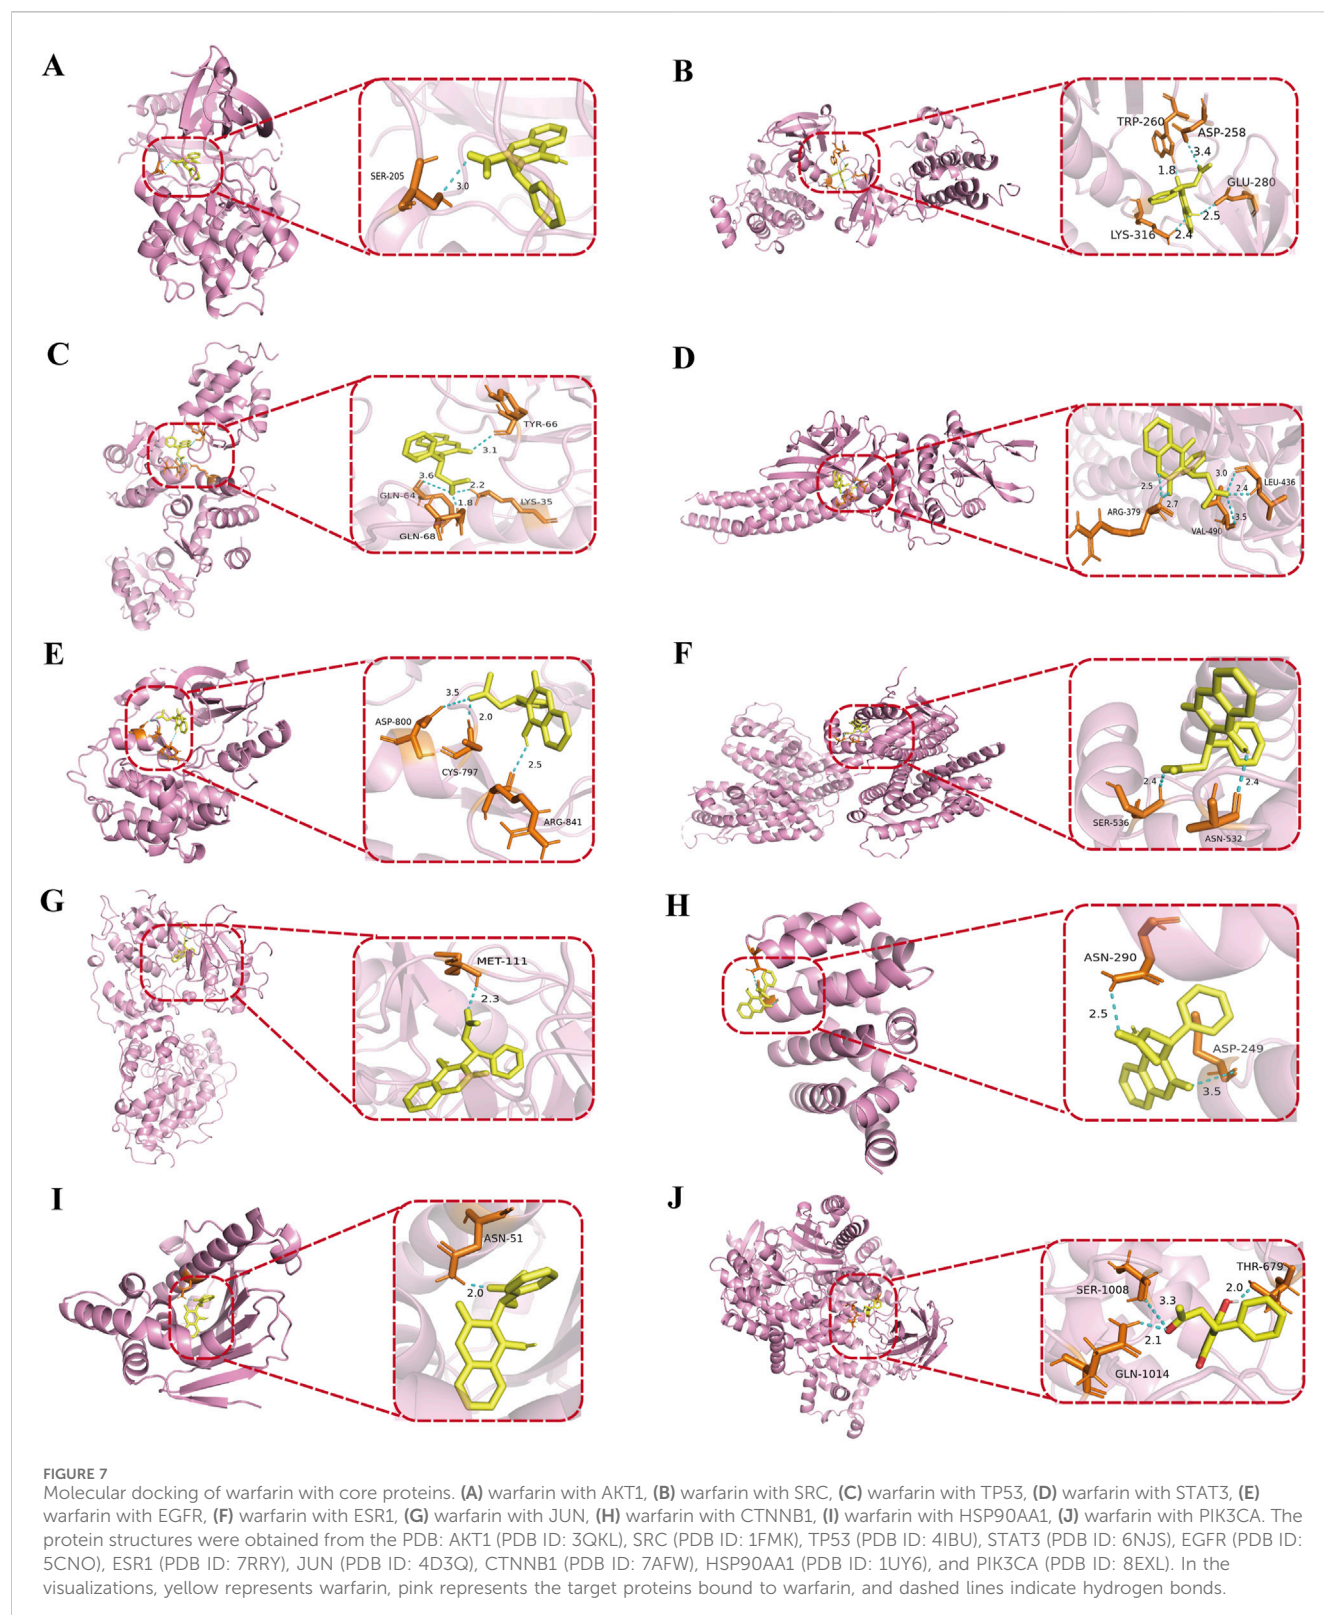 A
SER-205
3.0
B
TRP-260
ASP-258
3.4
1.8
GLU-280
2.5
LYS-316
2.4
C
TYR-66
3.1
3.6
2.2
GLN-64
LYS-35
1.8
GLN-68
D
3.0
2.5
2.4
LEU-436
2.7
ARG-379
3.5
VAL-490
E
3.5
ASP-800
2.0
CYS-797
2.5
ARG-841
F
2.4
2.4
SER-536
ASN-532
G
MET-111
2.3
H
ASN-290
2.5
ASP-249
3.5
I
ASN-51
2.0
J
THR-679
SER-1008
2.0
3.3
2.1
GLN-1014
FIGURE 7
Molecular docking of warfarin with core proteins. (A) warfarin with AKT1, (B) warfarin with SRC, (C) warfarin with TP53, (D) warfarin with STAT3, (E)
warfarin with EGFR, (F) warfarin with ESR1, (G) warfarin with JUN, (H) warfarin with CTNNB1, (I) warfarin with HSP90AA1, (J) warfarin with PIK3CA. The
protein structures were obtained from the PDB: AKT1 (PDB ID: 3QKL), SRC (PDB ID: 1FMK), TP53 (PDB ID: 4IBU), STAT3 (PDB ID: 6NJS), EGFR (PDB ID:
5CNO), ESR1 (PDB ID: 7RRY), JUN (PDB ID: 4D3Q), CTNNB1 (PDB ID: 7AFW), HSP90AA1 (PDB ID: 1UY6), and PIK3CA (PDB ID: 8EXL). In the
visualizations, yellow represents warfarin, pink represents the target proteins bound to warfarin, and dashed lines indicate hydrogen bonds.